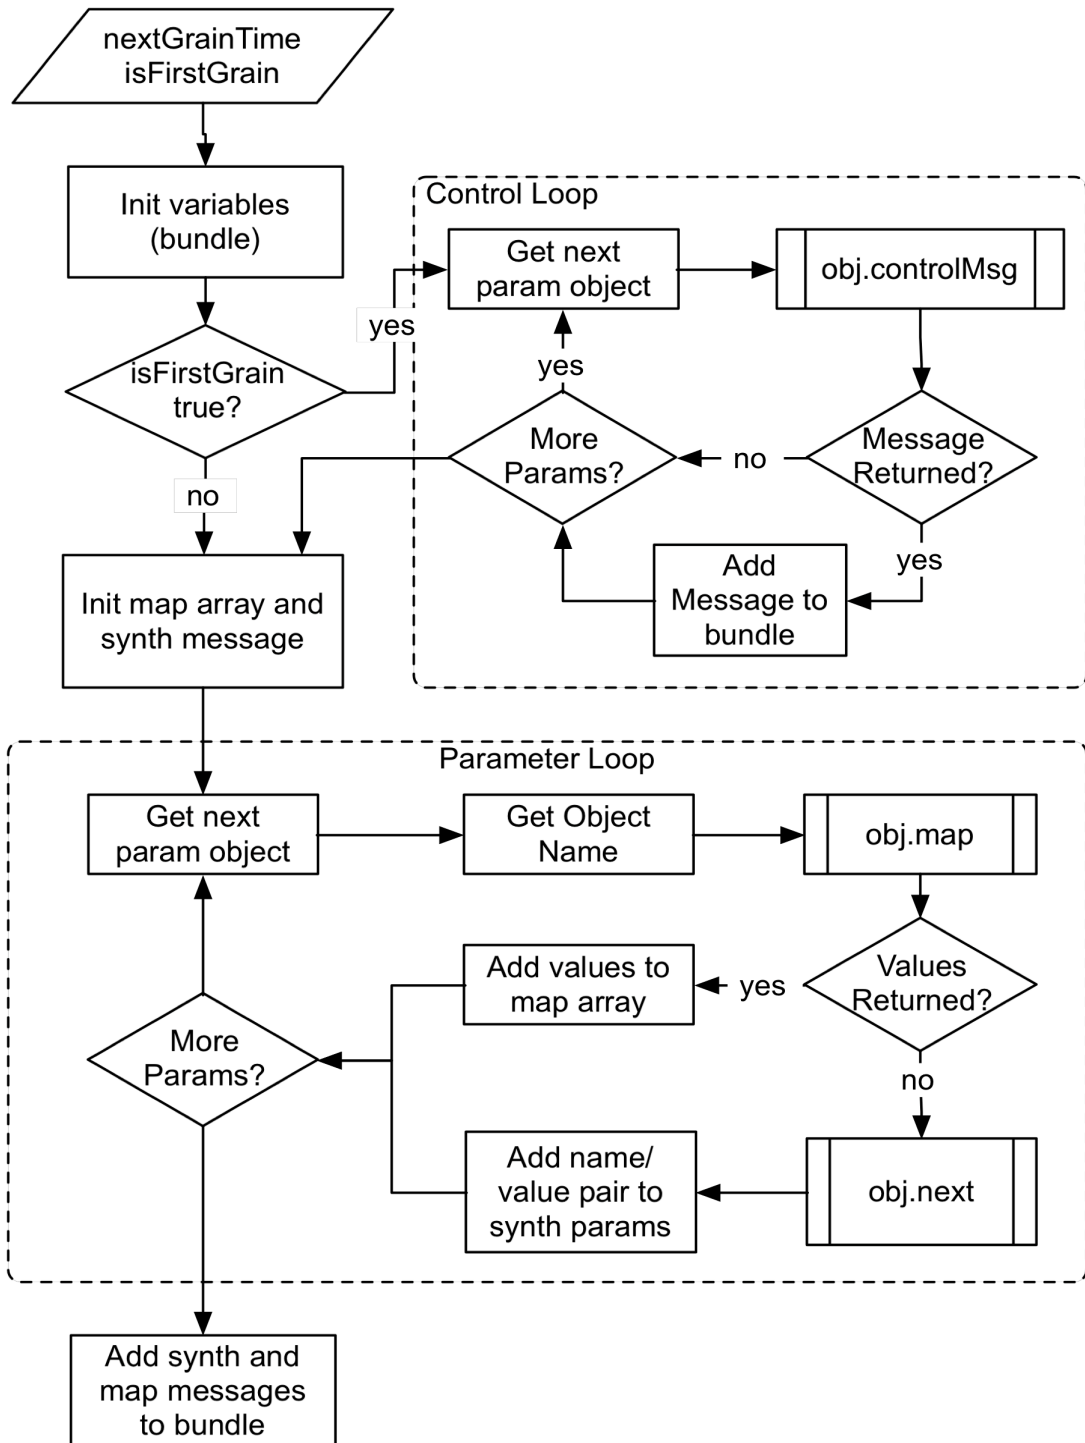 nextGrainTime
isFirstGrain
Init variables
(bundle)
isFirstGrain
true?
yes
no
Control Loop
Get next
param object
obj.controlMsg
yes
More
Params?
no
Message
Returned?
yes
Add
Message to
bundle
Init map array and
synth message
Parameter Loop
Get next
param object
Get Object
Name
obj.map
Add values to
map array
yes
Values
Returned?
More
Params?
no
Add name/
value pair to
synth params
obj.next
Add synth and
map messages
to bundle